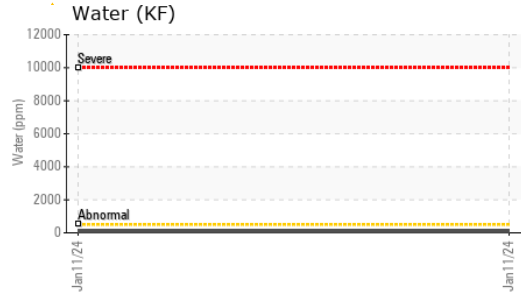 Water (KF)
12000
Severe
10000
8000
6000
4000
2000
Abnormal
0
Water (ppm)
Jan11/24
Jan11/24